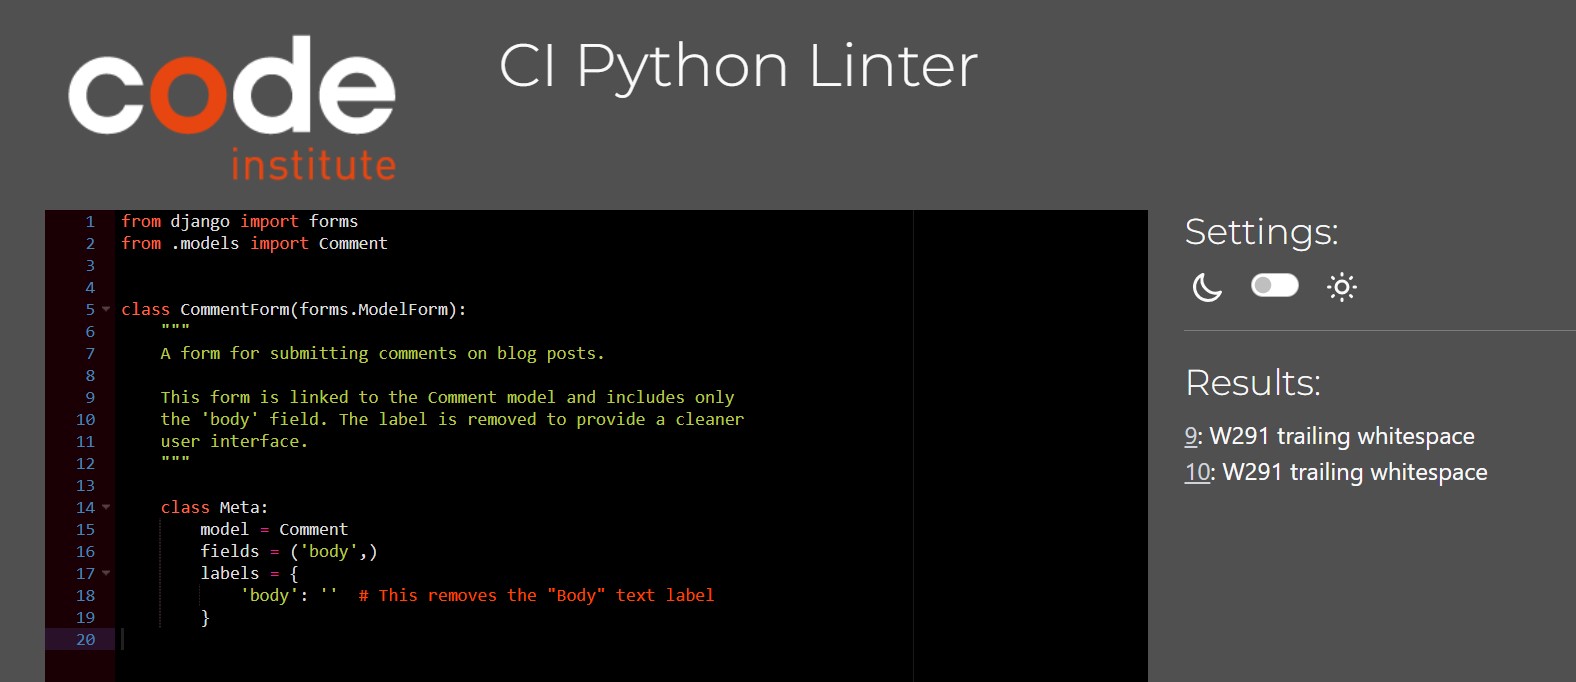 code
institute
CI Python Linter
1 from django import forms
2 from .models import Comment
3
4
5 class CommentForm(forms.ModelForm):
6     """
7     A form for submitting comments on blog posts.
8
9     This form is linked to the Comment model and includes only
10     the 'body' field. The label is removed to provide a cleaner
11     user interface.
12     """
13
14     class Meta:
15         model = Comment
16         fields = ('body',)
17         labels = {
18             'body': ''  # This removes the "Body" text label
19         }
20
Settings:
Results:
9: W291 trailing whitespace
10: W291 trailing whitespace